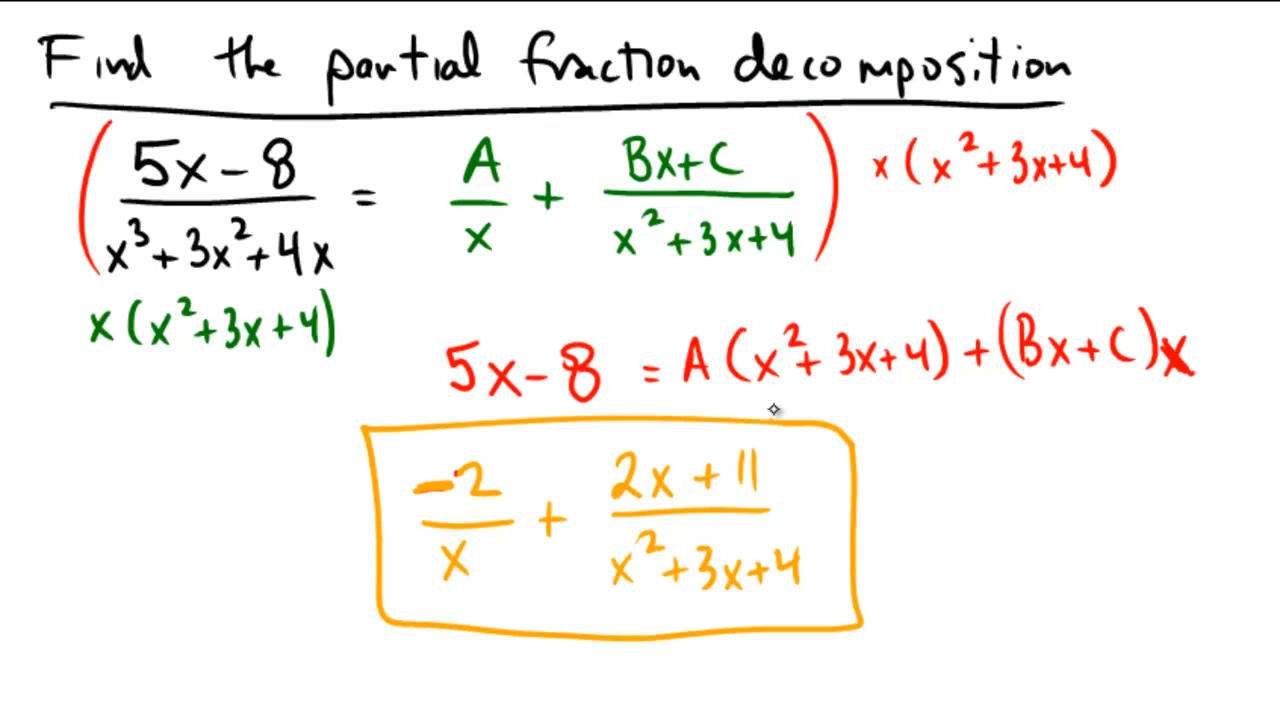 Find the partial fraction decomposition
(5x-8 / x³+3x²+4x = A / x + Bx+C / x²+3x+4) x(x²+3x+4)
x(x²+3x+4)
5x-8 = A(x²+3x+4)+(Bx+C)x
-2 / x + 2x+11 / x²+3x+4